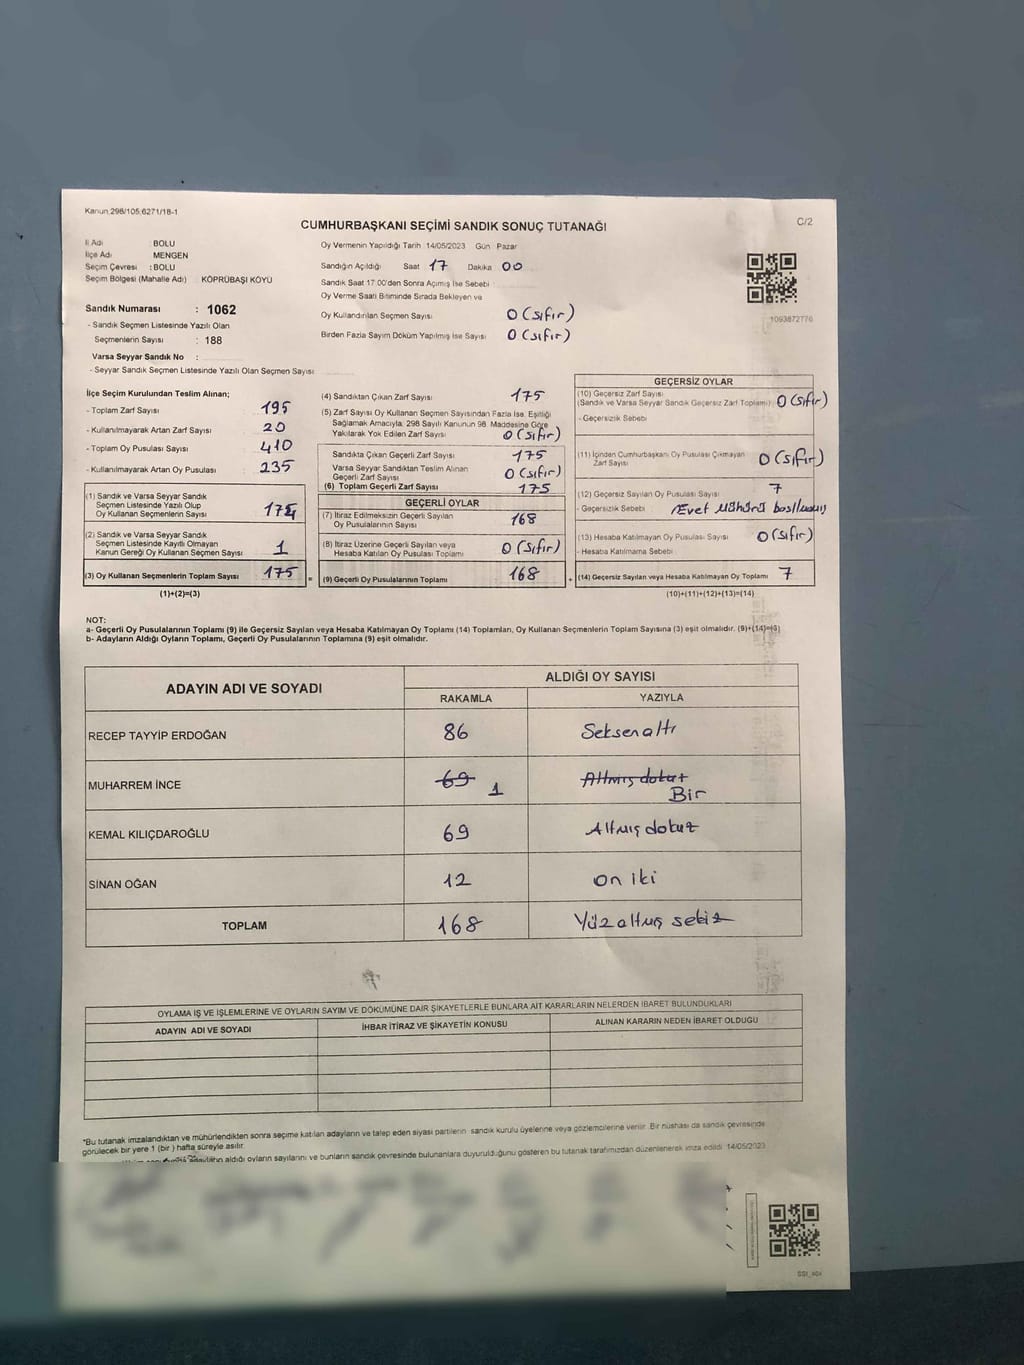 Kanun:298/105;6271/18-1
C/2
CUMHURBAŞKANI SEÇİMİ SANDIK SONUÇ TUTANAĞI
İl Adı : BOLU
İlçe Adı : MENGEN
Seçim Çevresi : BOLU
Seçim Bölgesi (Mahalle Adı) : KÖPRÜBAŞI KÖYÜ
Sandık Numarası : 1062
- Sandık Seçmen Listesinde Yazılı Olan
Seçmenlerin Sayısı : 188
Varsa Seyyar Sandık No :
- Seyyar Sandık Seçmen Listesinde Yazılı Olan Seçmen Sayısı :
Oy Vermenin Yapıldığı Tarih 14/05/2023 Gün Pazar
Sandığın Açıldığı Saat 17 Dakika 00
Sandık Saat 17.00'den Sonra Açımış İse Sebebi
Oy Verme Saati Bitiminde Sırada Bekleyen ve
Oy Kullandırılan Seçmen Sayısı 0 (sıfır)
Birden Fazla Sayım Döküm Yapılmış İse Sayısı 0 (sıfır)
1093872776
İlçe Seçim Kurulundan Teslim Alınan;
- Toplam Zarf Sayısı 195
- Kullanılmayarak Artan Zarf Sayısı 20
- Toplam Oy Pusulası Sayısı 410
- Kullanılmayarak Artan Oy Pusulası 235
(1) Sandık ve Varsa Seyyar Sandık
Seçmen Listesinde Yazılı Olup
Oy Kullanan Seçmenlerin Sayısı 174
(2) Sandık ve Varsa Seyyar Sandık
Seçmen Listesinde Kayıtlı Olmayan
Kanun Gereği Oy Kullanan Seçmen Sayısı 1
(3) Oy Kullanan Seçmenlerin Toplam Sayısı 175
(1)+(2)=(3)
(4) Sandıktan Çıkan Zarf Sayısı 175
(5) Zarf Sayısı Oy Kullanan Seçmen Sayısından Fazla İse, Eşitliği
Sağlamak Amacıyla, 298 Sayılı Kanunun 98. Maddesine Göre
Yakılarak Yok Edilen Zarf Sayısı 0 (sıfır)
Sandıkta Çıkan Geçerli Zarf Sayısı 175
Varsa Seyyar Sandıktan Teslim Alınan
Geçerli Zarf Sayısı 0 (sıfır)
(6) Toplam Geçerli Zarf Sayısı 175
GEÇERLİ OYLAR
(7) İtiraz Edilmeksizin Geçerli Sayılan
Oy Pusulalarının Sayısı 168
(8) İtiraz Üzerine Geçerli Sayılan veya
Hesaba Katılan Oy Pusulası Toplamı 0 (sıfır)
= (9) Geçerli Oy Pusulalarının Toplamı 168
GEÇERSİZ OYLAR
(10) Geçersiz Zarf Sayısı
(Sandık ve Varsa Seyyar Sandık Geçersiz Zarf Toplamı) 0 (sıfır)
- Geçersizlik Sebebi
(11) İçinden Cumhurbaşkanı Oy Pusulası Çıkmayan
Zarf Sayısı 0 (sıfır)
(12) Geçersiz Sayılan Oy Pusulası Sayısı 7
- Geçersizlik Sebebi Evet Mührü
(13) Hesaba Katılmayan Oy Pusulası Sayısı 0 (sıfır)
- Hesaba Katılmama Sebebi
+ (14) Geçersiz Sayılan veya Hesaba Katılmayan Oy Toplamı 7
(10)+(11)+(12)+(13)=(14)
NOT:
a- Geçerli Oy Pusulalarının Toplamı (9) ile Geçersiz Sayılan veya Hesaba Katılmayan Oy Toplamı (14) Toplamları, Oy Kullanan Seçmenlerin Toplam Sayısına (3) eşit olmalıdır. (9)+(14)=(3)
b- Adayların Aldığı Oyların Toplamı, Geçerli Oy Pusulalarının Toplamına (9) eşit olmalıdır.
ADAYIN ADI VE SOYADI
ALDIĞI OY SAYISI
RAKAMLA YAZIYLA
RECEP TAYYİP ERDOĞAN 86 Seksenaltı
MUHARREM İNCE 69 1 Altmışdokuz
Bir
KEMAL KILIÇDAROĞLU 69 Altmışdokuz
SİNAN OĞAN 12 on iki
TOPLAM 168 Yüzaltmış sekiz
OYLAMA İŞ VE İŞLEMLERİNE VE OYLARIN SAYIM VE DÖKÜMÜNE DAİR ŞİKAYETLERLE BUNLARA AİT KARARLARIN NELERDEN İBARET BULUNDUKLARI
ADAYIN ADI VE SOYADI İHBAR İTİRAZ VE ŞİKAYETİN KONUSU ALINAN KARARIN NEDEN İBARET OLDUĞU
*Bu tutanak imzalandıktan ve mühürlendikten sonra seçime katılan adayların ve talep eden siyasi partilerin sandık kurulu üyelerine veya gözlemcilerine verilir. Bir nüshası da sandık çevresinde
görülecek bir yere 1 (bir ) hafta süreyle asılır.
aldığı oyların sayılarını ve bunların sandık çevresinde bulunanlara duyurulduğunu gösteren bu tutanak tarafımızdan düzenlenerek imza edildi. 14/05/2023